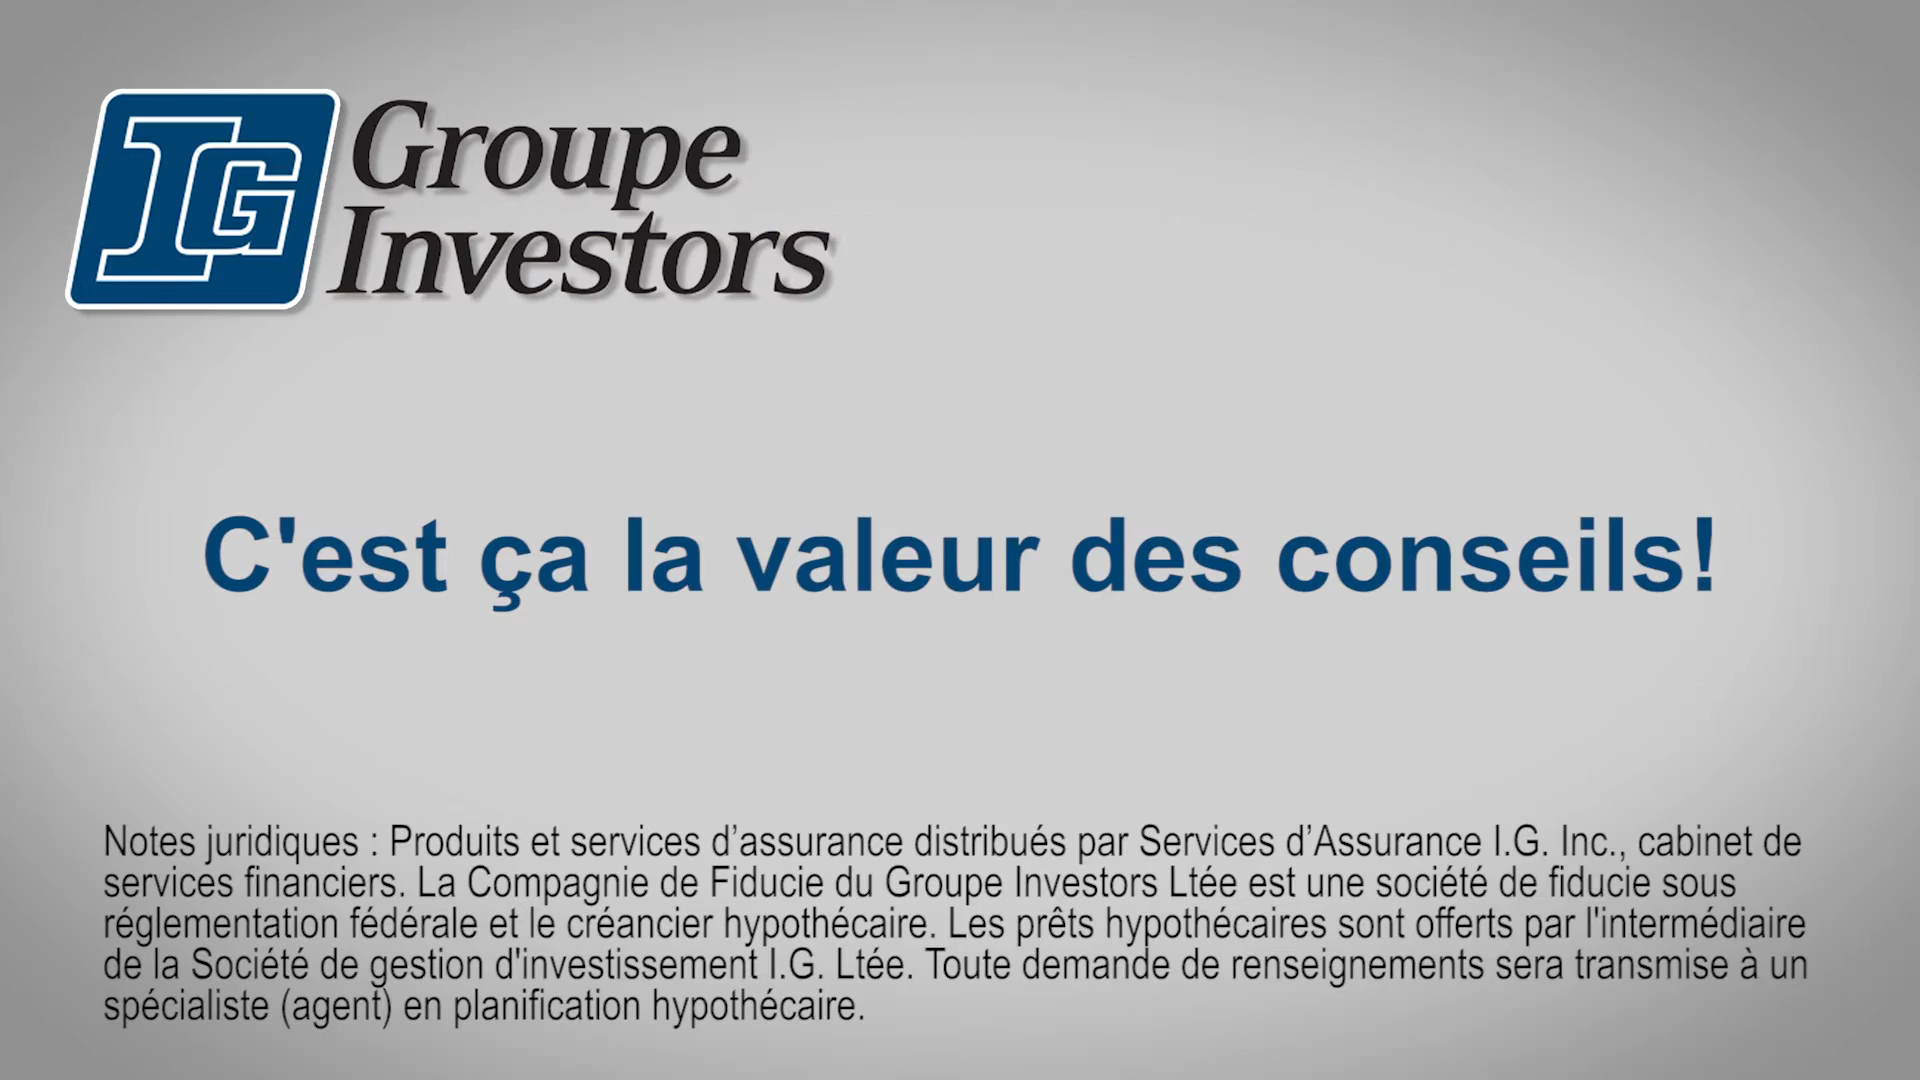 IG
Groupe
Investors
C'est ça la valeur des conseils!
Notes juridiques : Produits et services d’assurance distribués par Services d’Assurance I.G. Inc., cabinet de
services financiers. La Compagnie de Fiducie du Groupe Investors Ltée est une société de fiducie sous
réglementation fédérale et le créancier hypothécaire. Les prêts hypothécaires sont offerts par l'intermédiaire
de la Société de gestion d'investissement I.G. Ltée. Toute demande de renseignements sera transmise à un
spécialiste (agent) en planification hypothécaire.